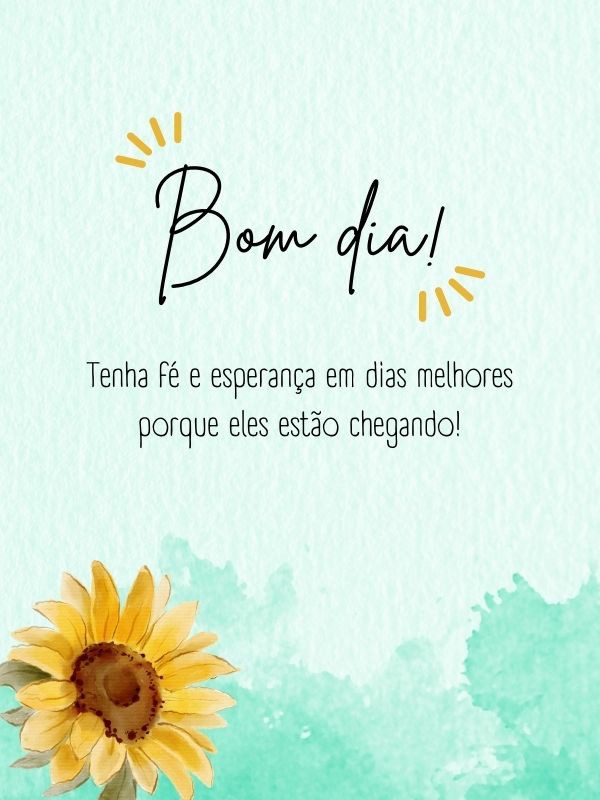 Bom dia!
Tenha fé e esperança em dias melhores
porque eles estão chegando!